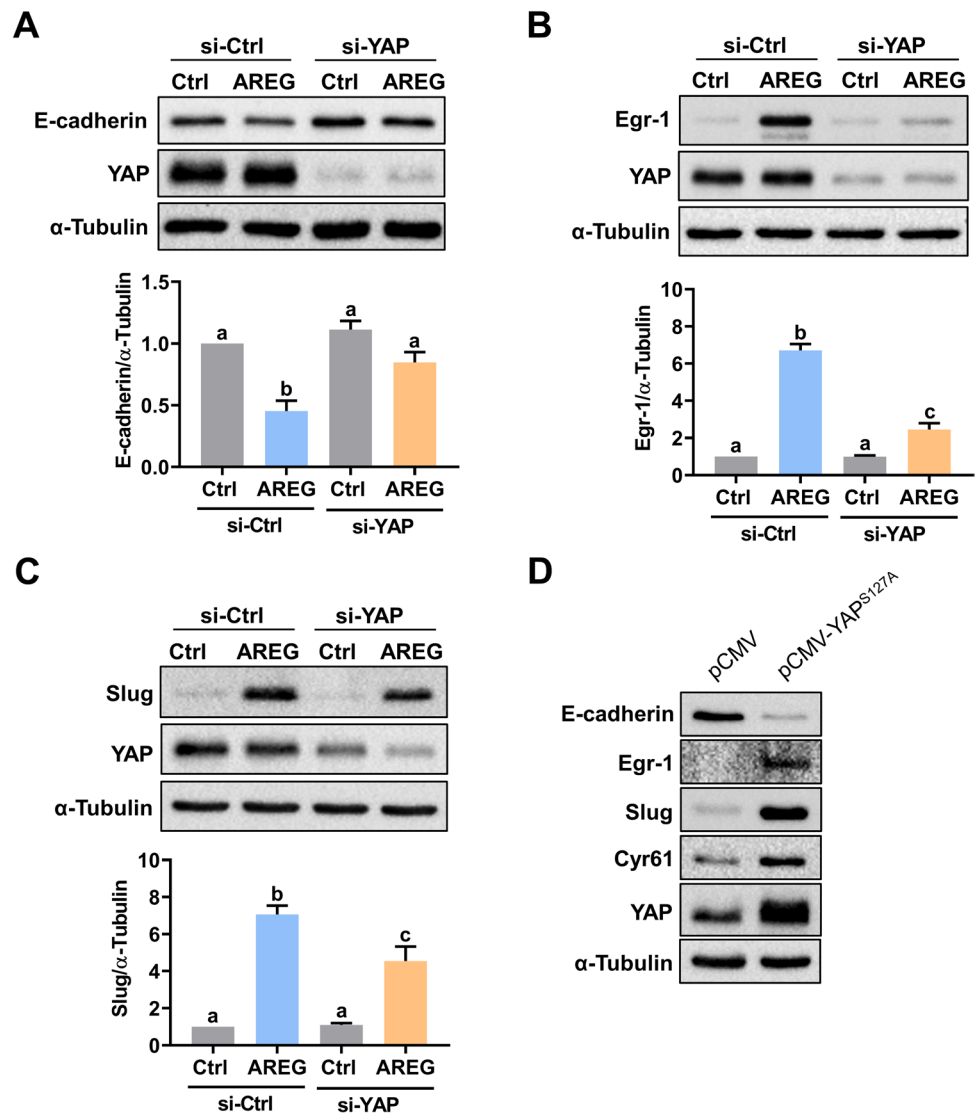 A
si-Ctrl si-YAP
Ctrl AREG Ctrl AREG
E-cadherin
YAP
α-Tubulin
E-cadherin/α-Tubulin
1.5
1.0
0.5
0.0
a b a a
Ctrl AREG Ctrl AREG
si-Ctrl si-YAP
B
si-Ctrl si-YAP
Ctrl AREG Ctrl AREG
Egr-1
YAP
α-Tubulin
Egr-1/α-Tubulin
10
8
6
4
2
0
a b a c
Ctrl AREG Ctrl AREG
si-Ctrl si-YAP
C
si-Ctrl si-YAP
Ctrl AREG Ctrl AREG
Slug
YAP
α-Tubulin
Slug/α-Tubulin
10
8
6
4
2
0
a b a c
Ctrl AREG Ctrl AREG
si-Ctrl si-YAP
D
pCMV
pCMV-YAP^S127A
E-cadherin
Egr-1
Slug
Cyr61
YAP
α-Tubulin